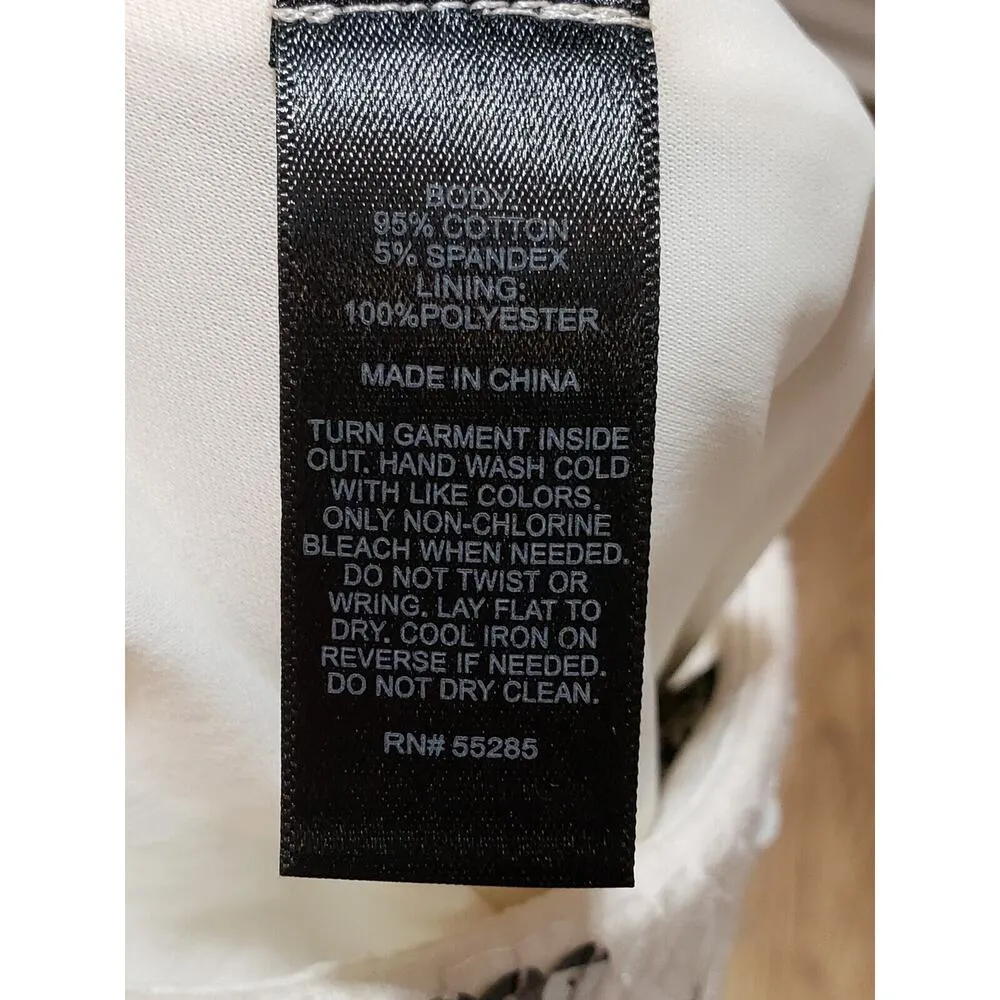 BODY:
95% COTTON
5% SPANDEX
LINING:
100%POLYESTER
MADE IN CHINA
TURN GARMENT INSIDE
OUT. HAND WASH COLD
WITH LIKE COLORS.
ONLY NON-CHLORINE
BLEACH WHEN NEEDED.
DO NOT TWIST OR
WRING. LAY FLAT TO
DRY. COOL IRON ON
REVERSE IF NEEDED.
DO NOT DRY CLEAN.
RN# 55285